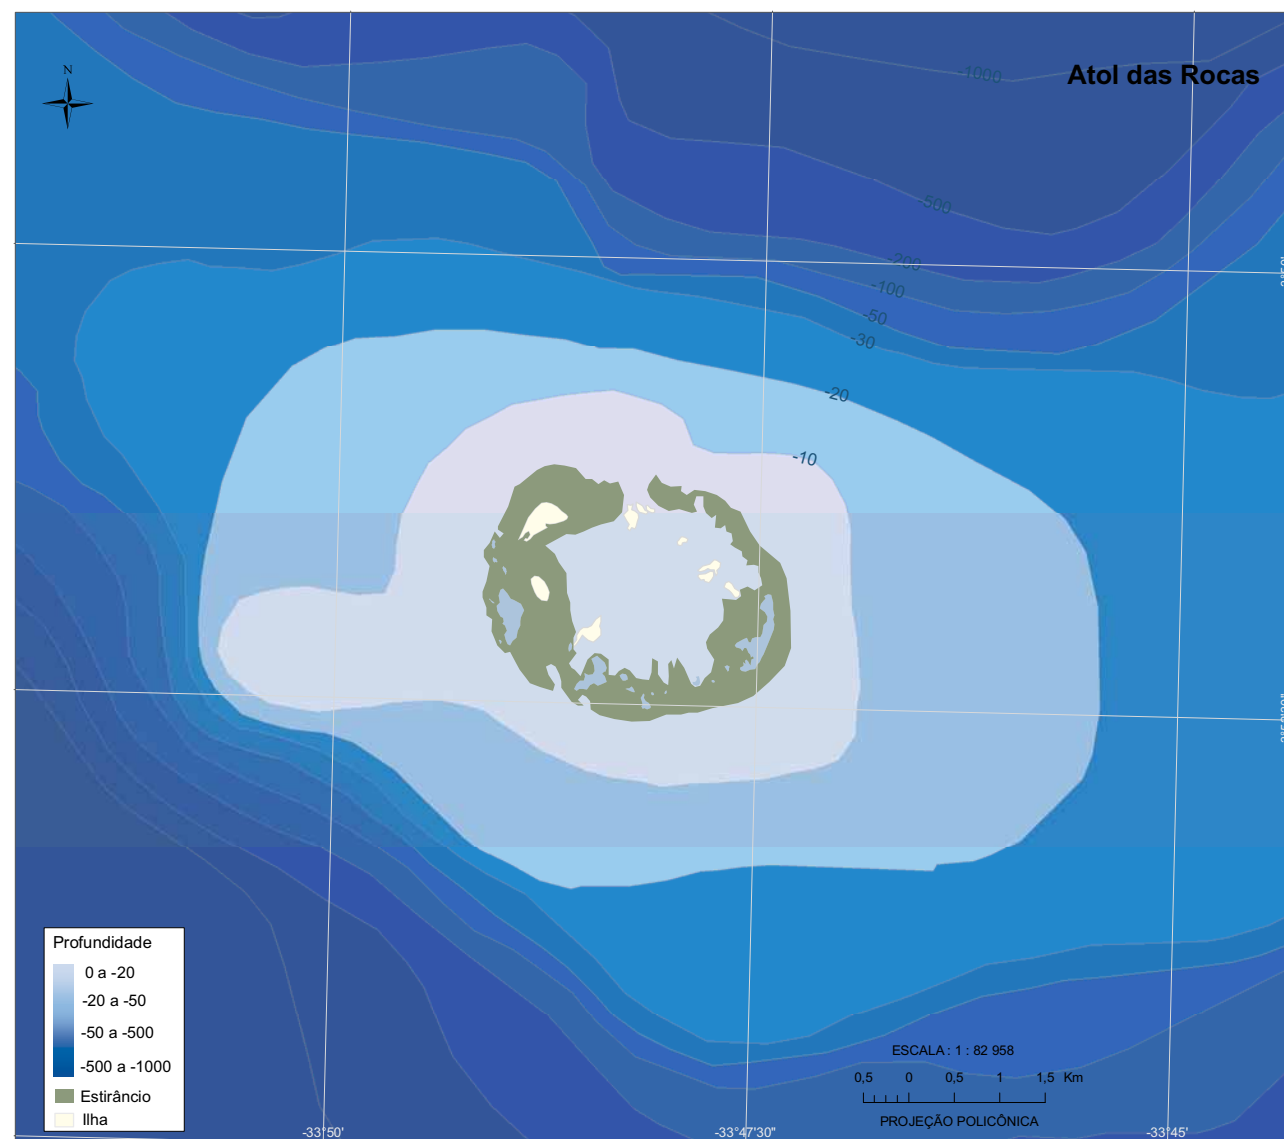 Atol das Rocas
N
-1000
-500
-200
-100
-50
-30
-20
-10
Profundidade
0 a -20
-20 a -50
-50 a -500
-500 a -1000
Estirâncio
Ilha
ESCALA : 1 : 82 958
0,5 0 0,5 1 1,5 Km
PROJEÇÃO POLICÔNICA
-33°50' -33°47'30" -33°45'